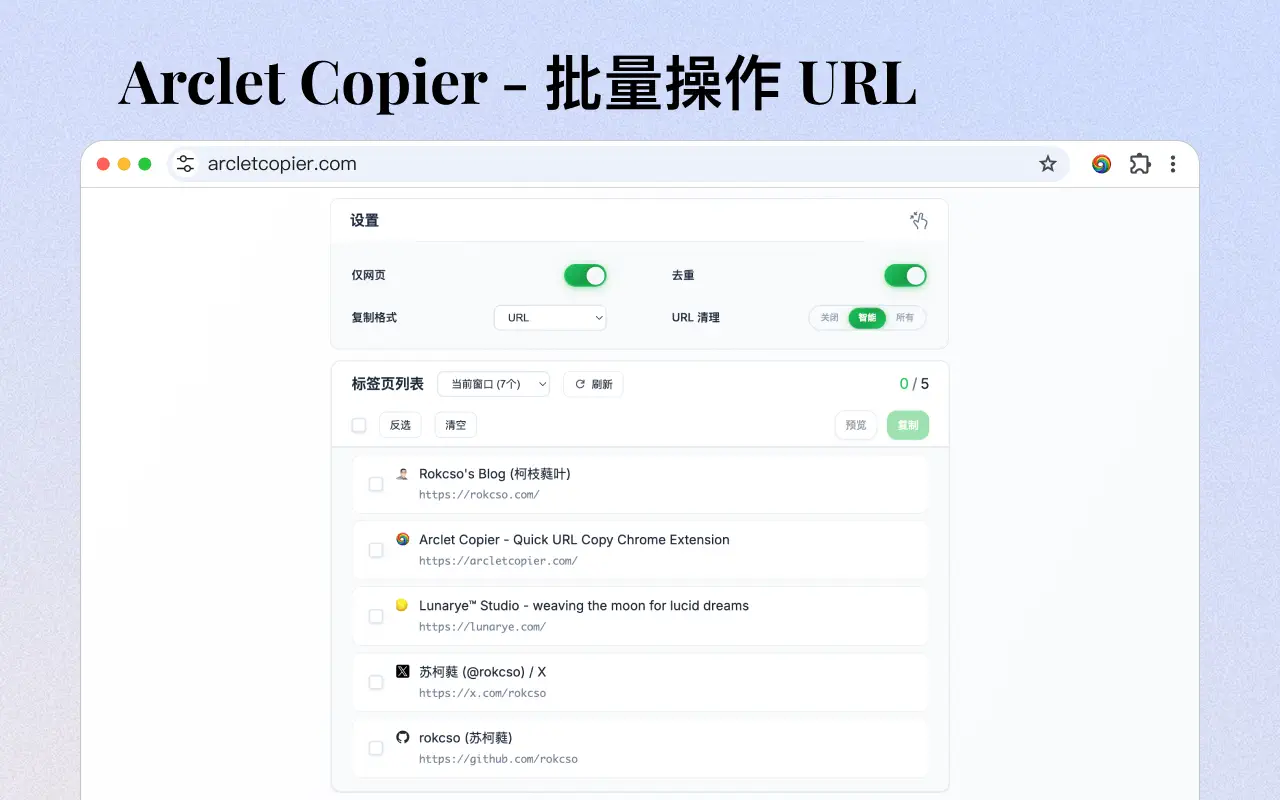 Arclet Copier - 批量操作 URL
arcletcopier.com
设置
仅网页 去重
复制格式 URL URL 清理 关闭 智能 所有
标签页列表 当前窗口 (7个) 刷新 0 / 5
反选 清空 预览 复制
Rokcso's Blog (柯枝蕤叶)
https://rokcso.com/
Arclet Copier - Quick URL Copy Chrome Extension
https://arcletcopier.com/
Lunarye™ Studio - weaving the moon for lucid dreams
https://lunarye.com/
苏柯蕤 (@rokcso) / X
https://x.com/rokcso
rokcso (苏柯蕤)
https://github.com/rokcso